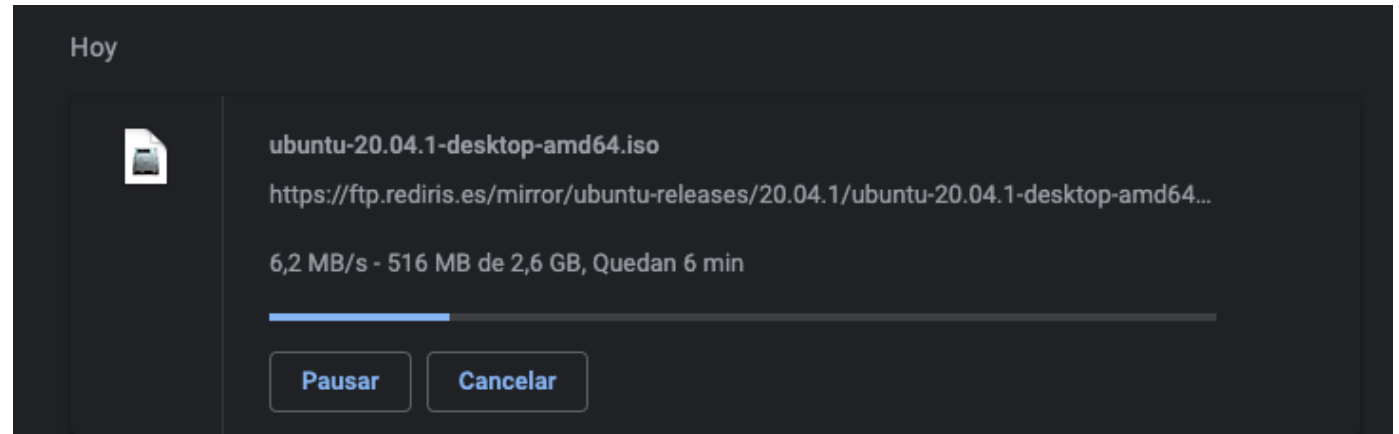 Hoy
ubuntu-20.04.1-desktop-amd64.iso
https://ftp.rediris.es/mirror/ubuntu-releases/20.04.1/ubuntu-20.04.1-desktop-amd64...
6,2 MB/s - 516 MB de 2,6 GB, Quedan 6 min
Pausar Cancelar